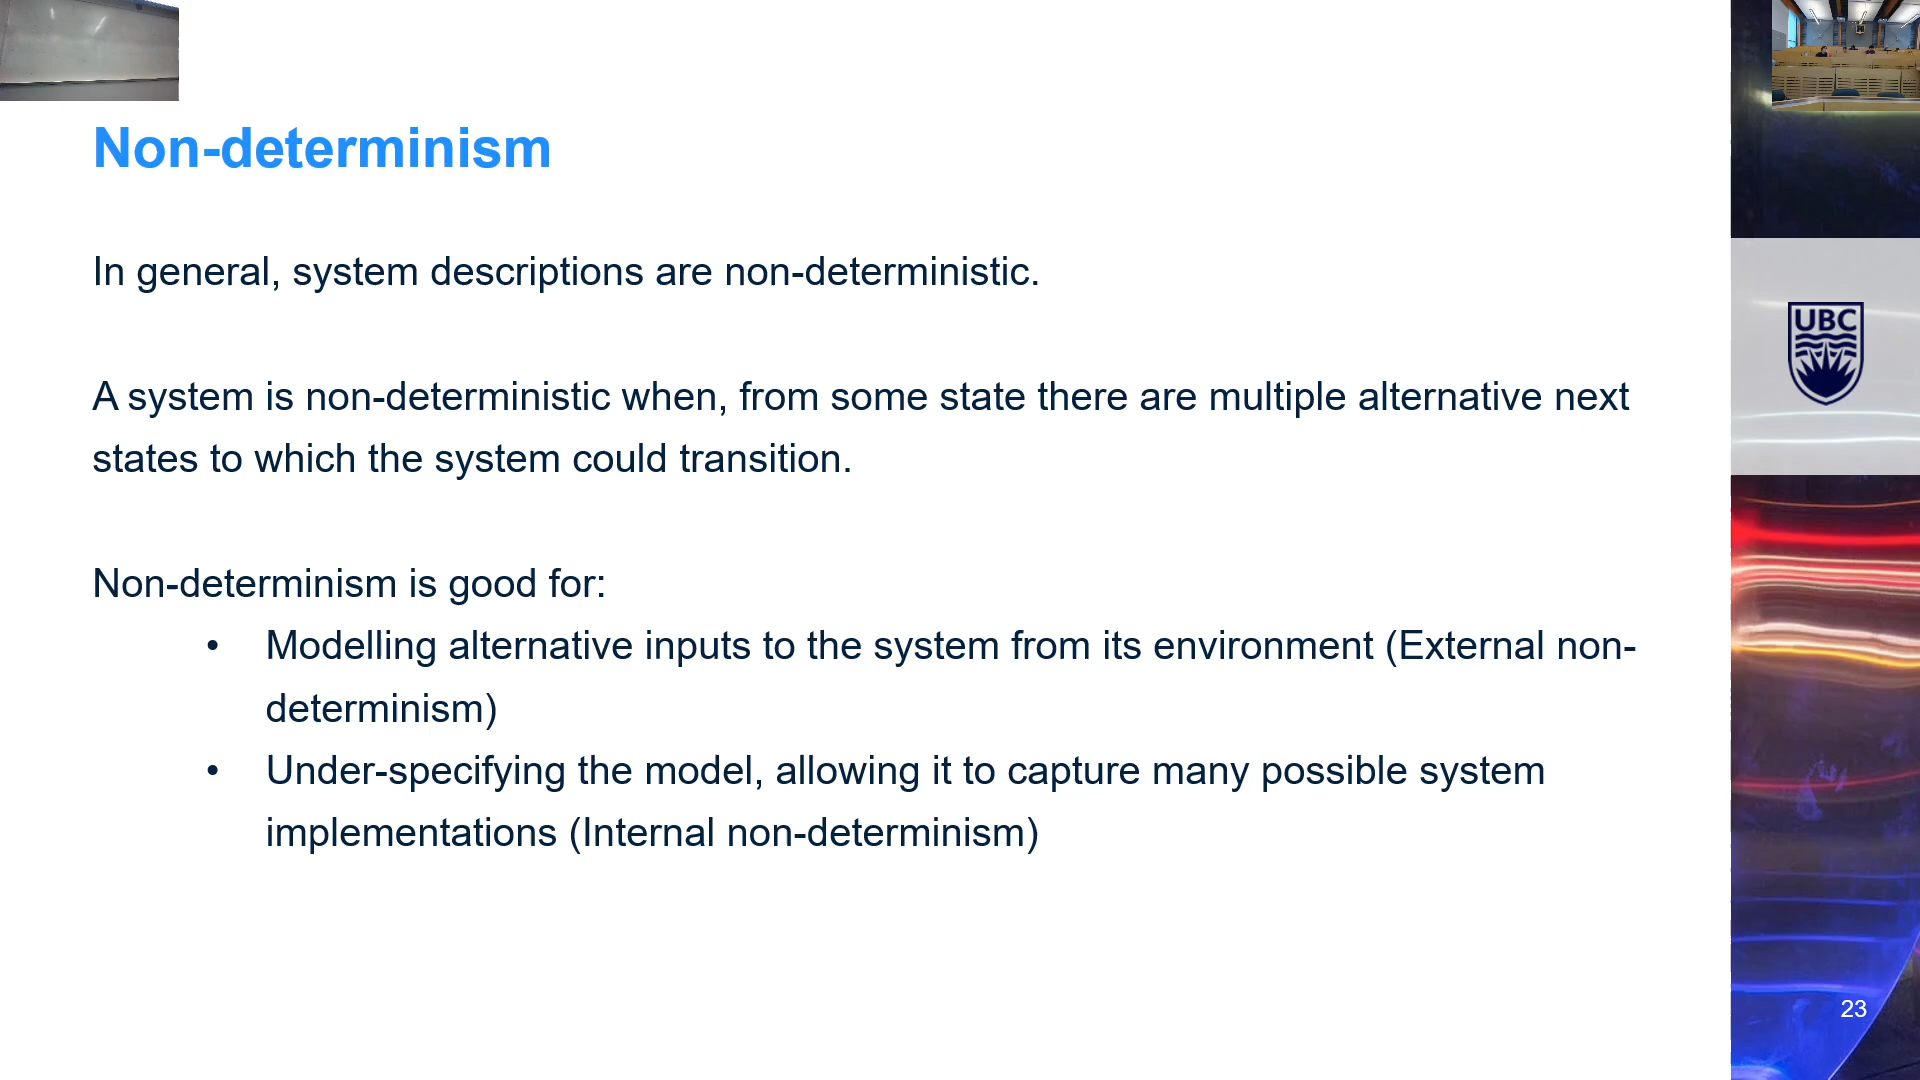 Non-determinism
In general, system descriptions are non-deterministic.
A system is non-deterministic when, from some state there are multiple alternative next
states to which the system could transition.
Non-determinism is good for:
• Modelling alternative inputs to the system from its environment (External non-
determinism)
• Under-specifying the model, allowing it to capture many possible system
implementations (Internal non-determinism)
UBC
23